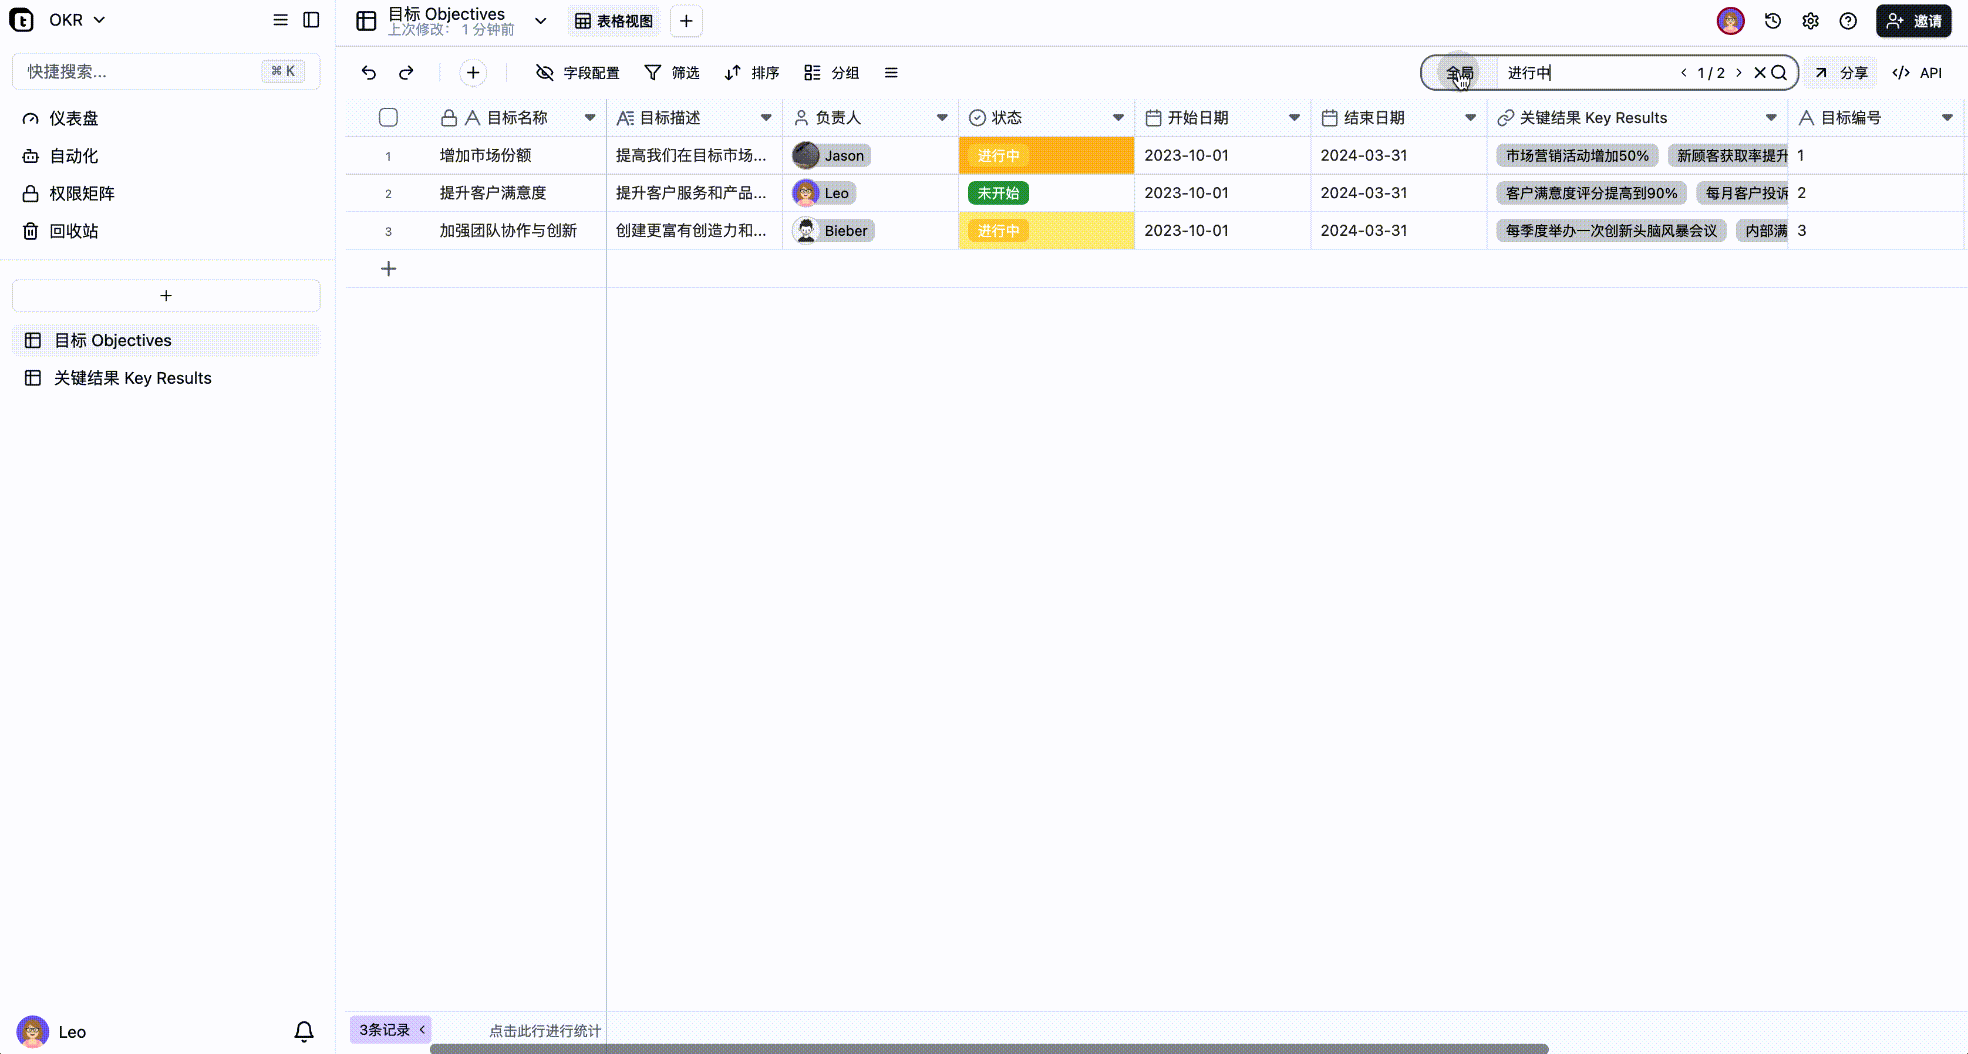 OKR
快捷搜索...
⌘ K
仪表盘
自动化
权限矩阵
回收站
目标 Objectives
关键结果 Key Results
Leo
目标 Objectives
上次修改： 1 分钟前
表格视图
邀请
字段配置
筛选
排序
分组
全局
进行中
1 / 2
分享
API
目标名称
目标描述
负责人
状态
开始日期
结束日期
关键结果 Key Results
目标编号
1 增加市场份额 提高我们在目标市场... Jason 进行中 2023-10-01 2024-03-31 市场营销活动增加50% 新顾客获取率提升 1
2 提升客户满意度 提升客户服务和产品... Leo 未开始 2023-10-01 2024-03-31 客户满意度评分提高到90% 每月客户投诉 2
3 加强团队协作与创新 创建更富有创造力和... Bieber 进行中 2023-10-01 2024-03-31 每季度举办一次创新头脑风暴会议 内部满 3
3条记录
点击此行进行统计